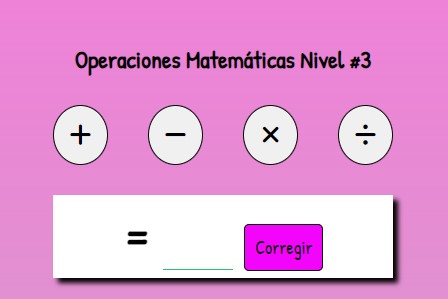 Operaciones Matemáticas Nivel #3
+ − × ÷
= Corregir